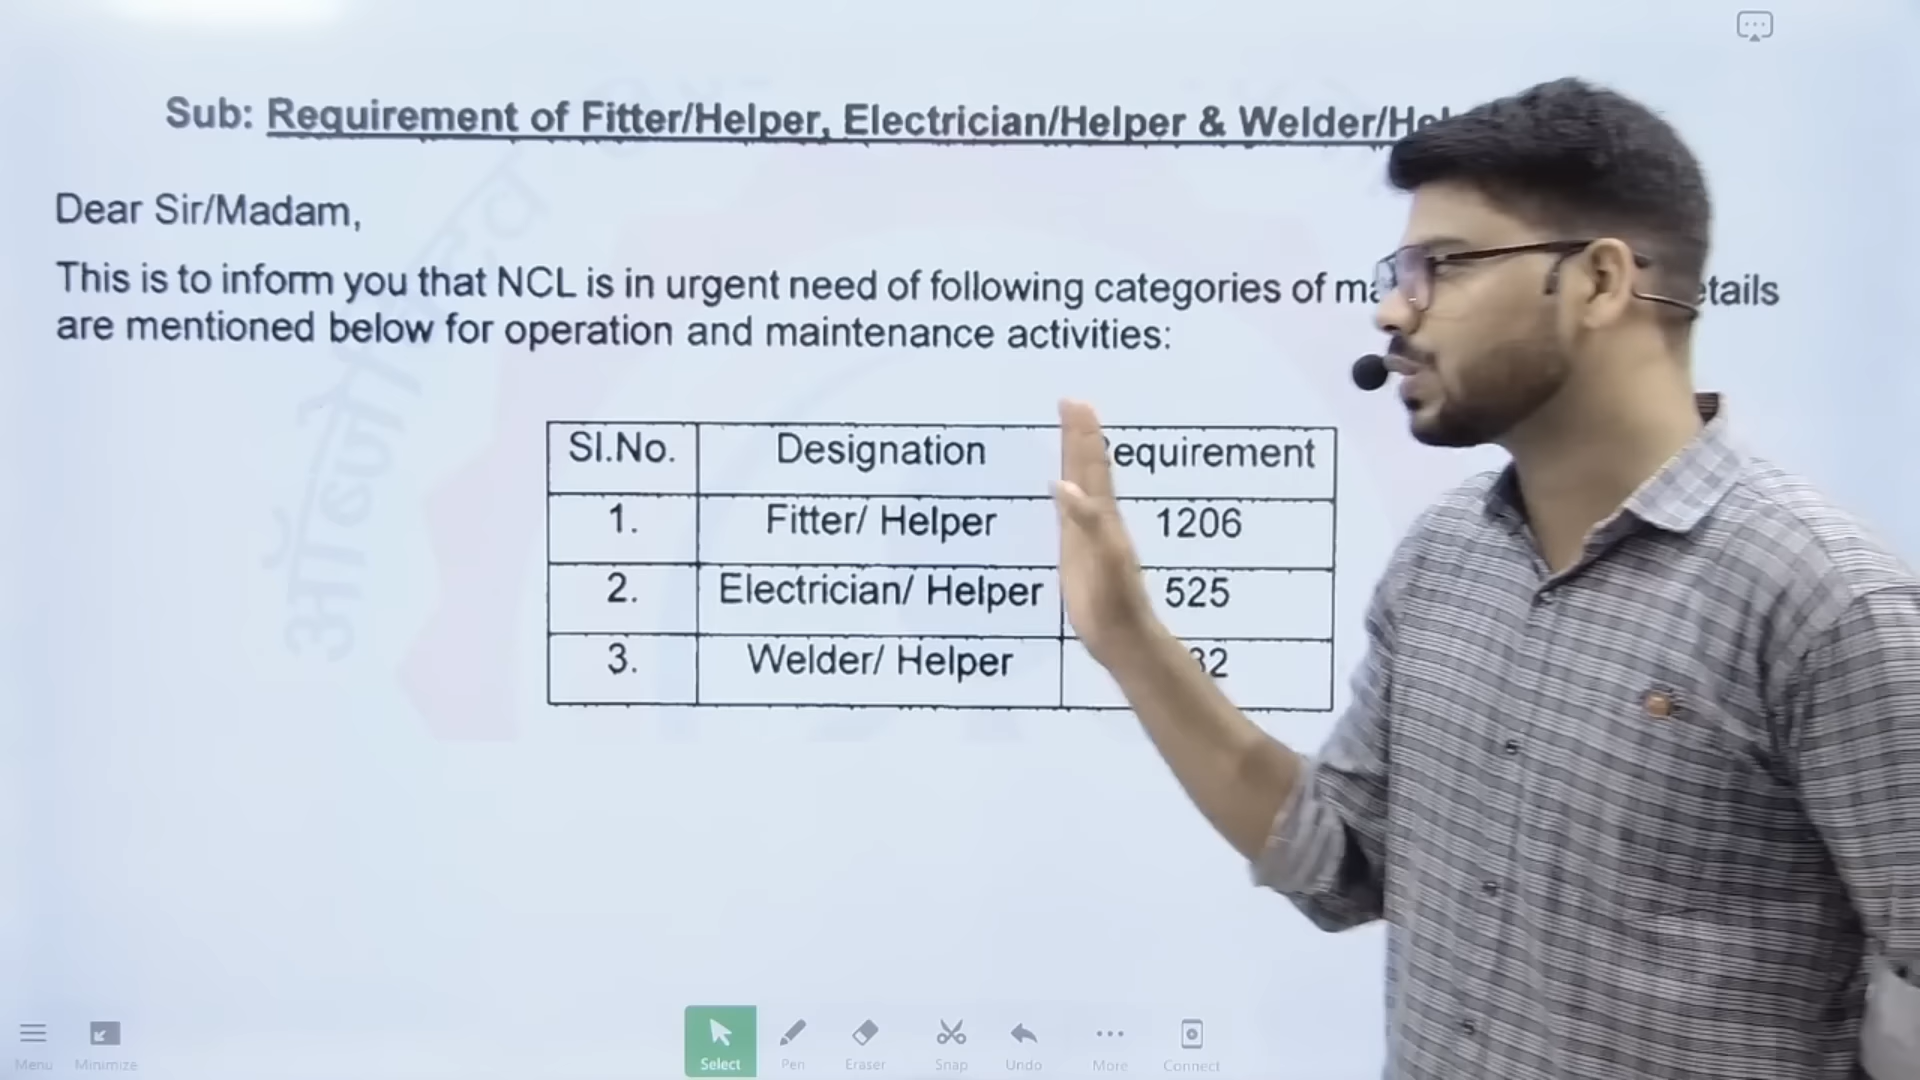 Sub: Requirement of Fitter/Helper, Electrician/Helper & Welder/
Dear Sir/Madam,
This is to inform you that NCL is in urgent need of following categories of
are mentioned below for operation and maintenance activities:
Sl.No. Designation Requirement
1. Fitter/ Helper 1206
2. Electrician/ Helper 525
3. Welder/ Helper
Menu Minimize Select Pen Eraser Snap Undo More Connect